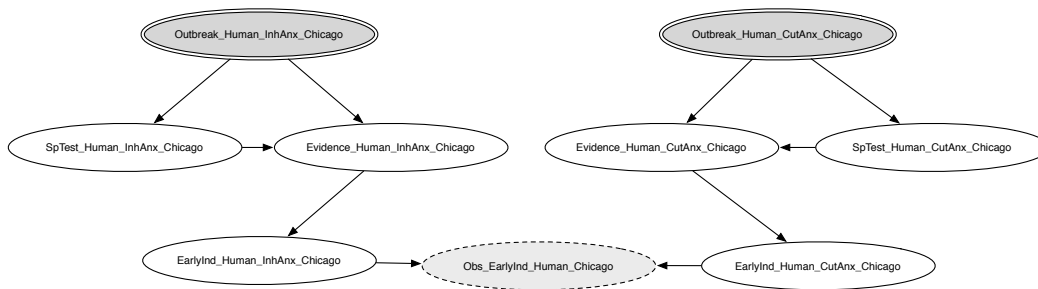 Outbreak_Human_InhAnx_Chicago
Outbreak_Human_CutAnx_Chicago
SpTest_Human_InhAnx_Chicago
Evidence_Human_InhAnx_Chicago
Evidence_Human_CutAnx_Chicago
SpTest_Human_CutAnx_Chicago
EarlyInd_Human_InhAnx_Chicago
Obs_EarlyInd_Human_Chicago
EarlyInd_Human_CutAnx_Chicago